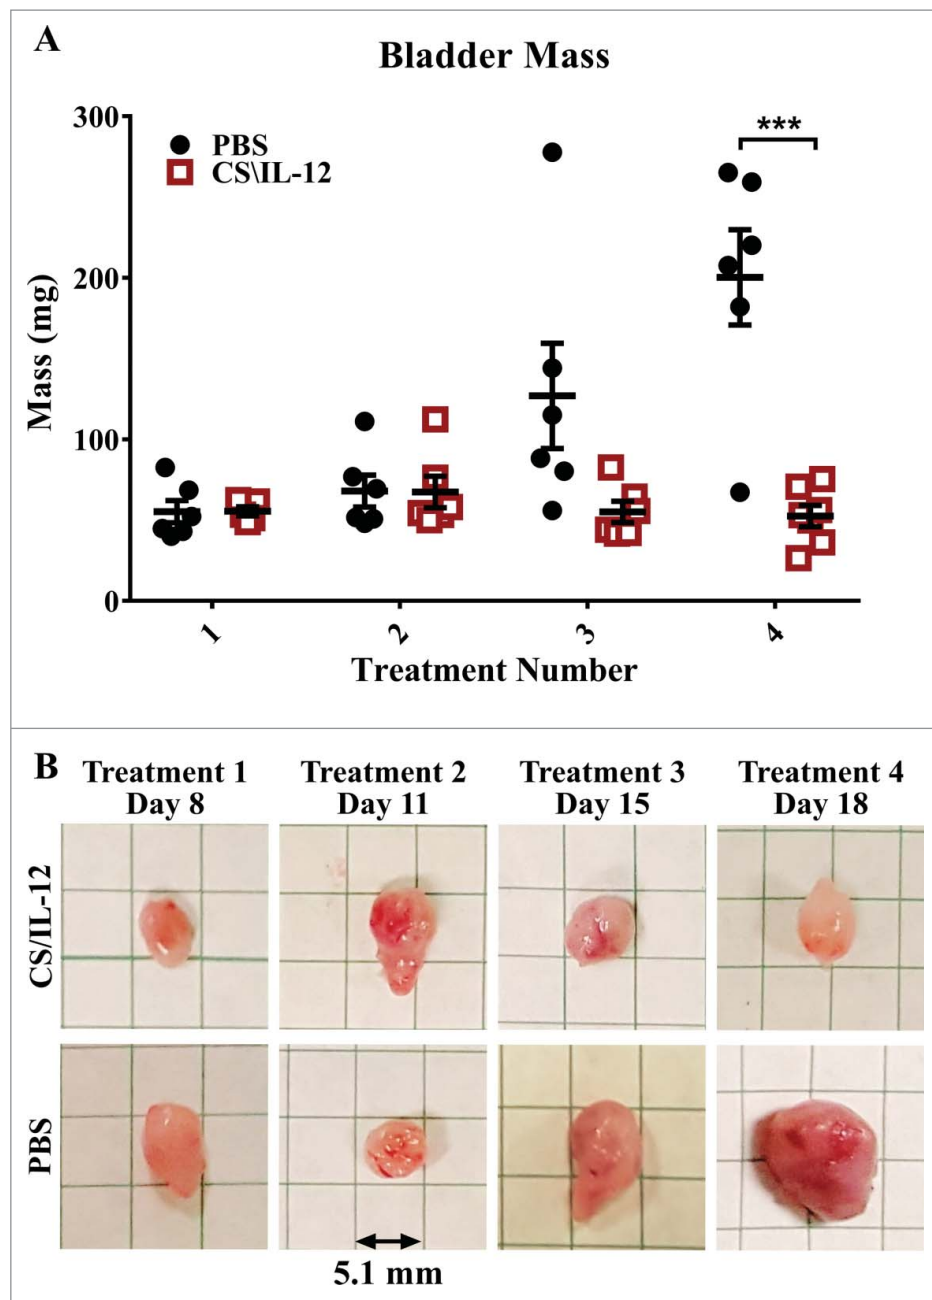 A
Bladder Mass
300
200
100
0
Mass (mg)
PBS
CS\IL-12
***
1
2
3
4
Treatment Number
B
Treatment 1
Day 8
Treatment 2
Day 11
Treatment 3
Day 15
Treatment 4
Day 18
CS/IL-12
PBS
5.1 mm